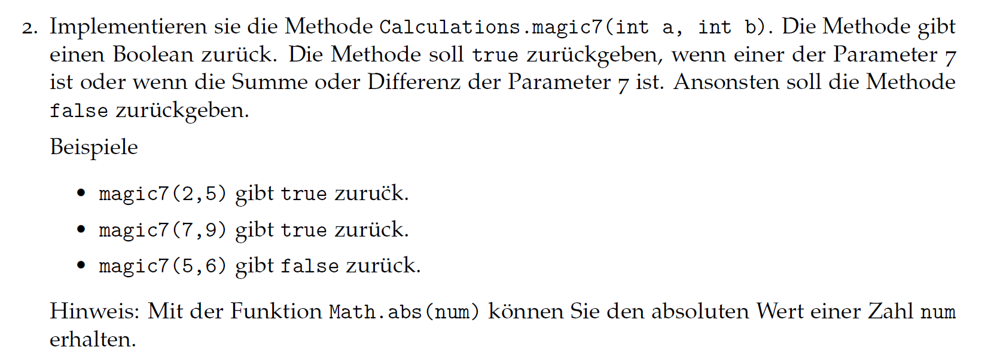 2. Implementieren sie die Methode Calculations.magic7(int a, int b). Die Methode gibt
einen Boolean zurück. Die Methode soll true zurückgeben, wenn einer der Parameter 7
ist oder wenn die Summe oder Differenz der Parameter 7 ist. Ansonsten soll die Methode
false zurückgeben.
Beispiele
• magic7(2,5) gibt true zurück.
• magic7(7,9) gibt true zurück.
• magic7(5,6) gibt false zurück.
Hinweis: Mit der Funktion Math.abs(num) können Sie den absoluten Wert einer Zahl num
erhalten.